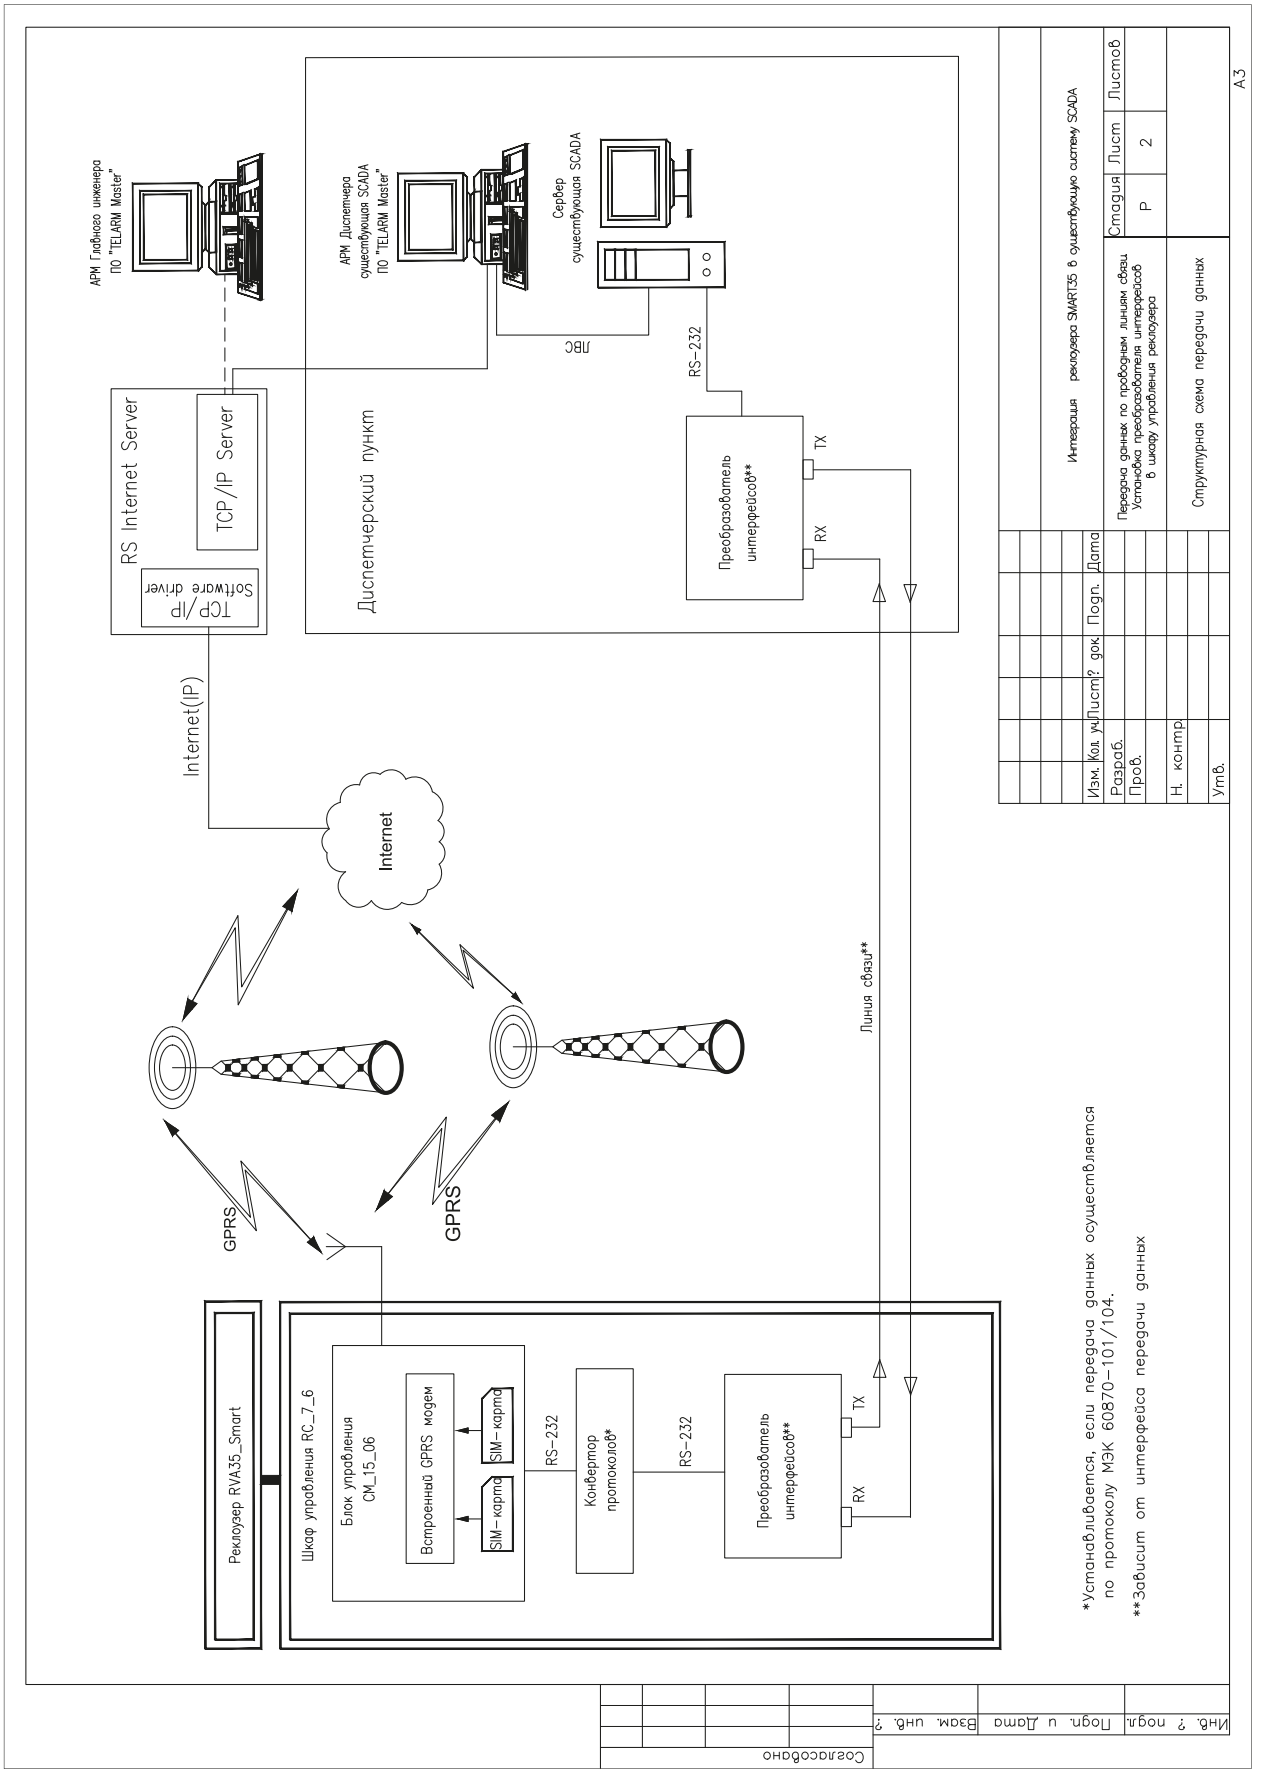 АРМ Главного инженера
ПО "TELARM Master"
RS Internet Server
TCP/IP Server
TCP/IP
Software driver
Internet(IP)
Internet
GPRS
GPRS
Диспетчерский пункт
АРМ Диспетчера
существующая SCADA
ПО "TELARM Master"
Сервер
существующая SCADA
ЛВС
RS-232
Преобразователь
интерфейсов**
RX
TX
Линия связи**
Реклоузер RVA35_Smart
Шкаф управления RC_7_6
Блок управления
CM_15_06
Встроенный GPRS модем
SIM-карта
SIM-карта
RS-232
Конвертор
протоколов*
RS-232
Преобразователь
интерфейсов**
RX
TX
*Устанавливается, если передача данных осуществляется
по протоколу МЭК 60870-101/104.
**Зависит от интерфейса передачи данных
Интеграция реклоузера SMART35 в существующую систему SCADA
Изм. Кол. уч Лист ? док. Подп. Дата
Разраб.
Пров.
Н. контр.
Утв.
Передача данных по проводным линиям связи.
Установка преобразователя интерфейсов
в шкафу управления реклоузера
Стадия Лист Листов
Р 2
Структурная схема передачи данных
А3
Согласовано
Взам. инв. ?
Подп. и Дата
Инв. ? подл.